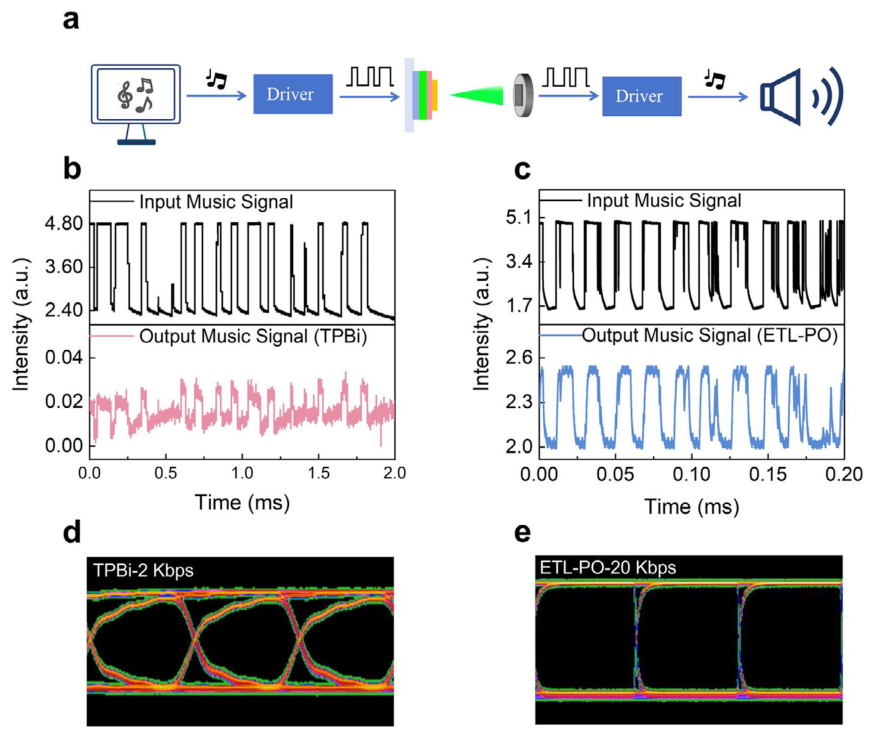 a
Driver
Driver
b
Input Music Signal
4.80
3.60
2.40
Output Music Signal (TPBi)
0.04
0.02
0.00
Intensity (a.u.)
0.0 0.5 1.0 1.5 2.0
Time (ms)
c
Input Music Signal
5.1
3.4
1.7
Output Music Signal (ETL-PO)
2.6
2.3
2.0
Intensity (a.u.)
0.00 0.05 0.10 0.15 0.20
Time (ms)
d
TPBi-2 Kbps
e
ETL-PO-20 Kbps